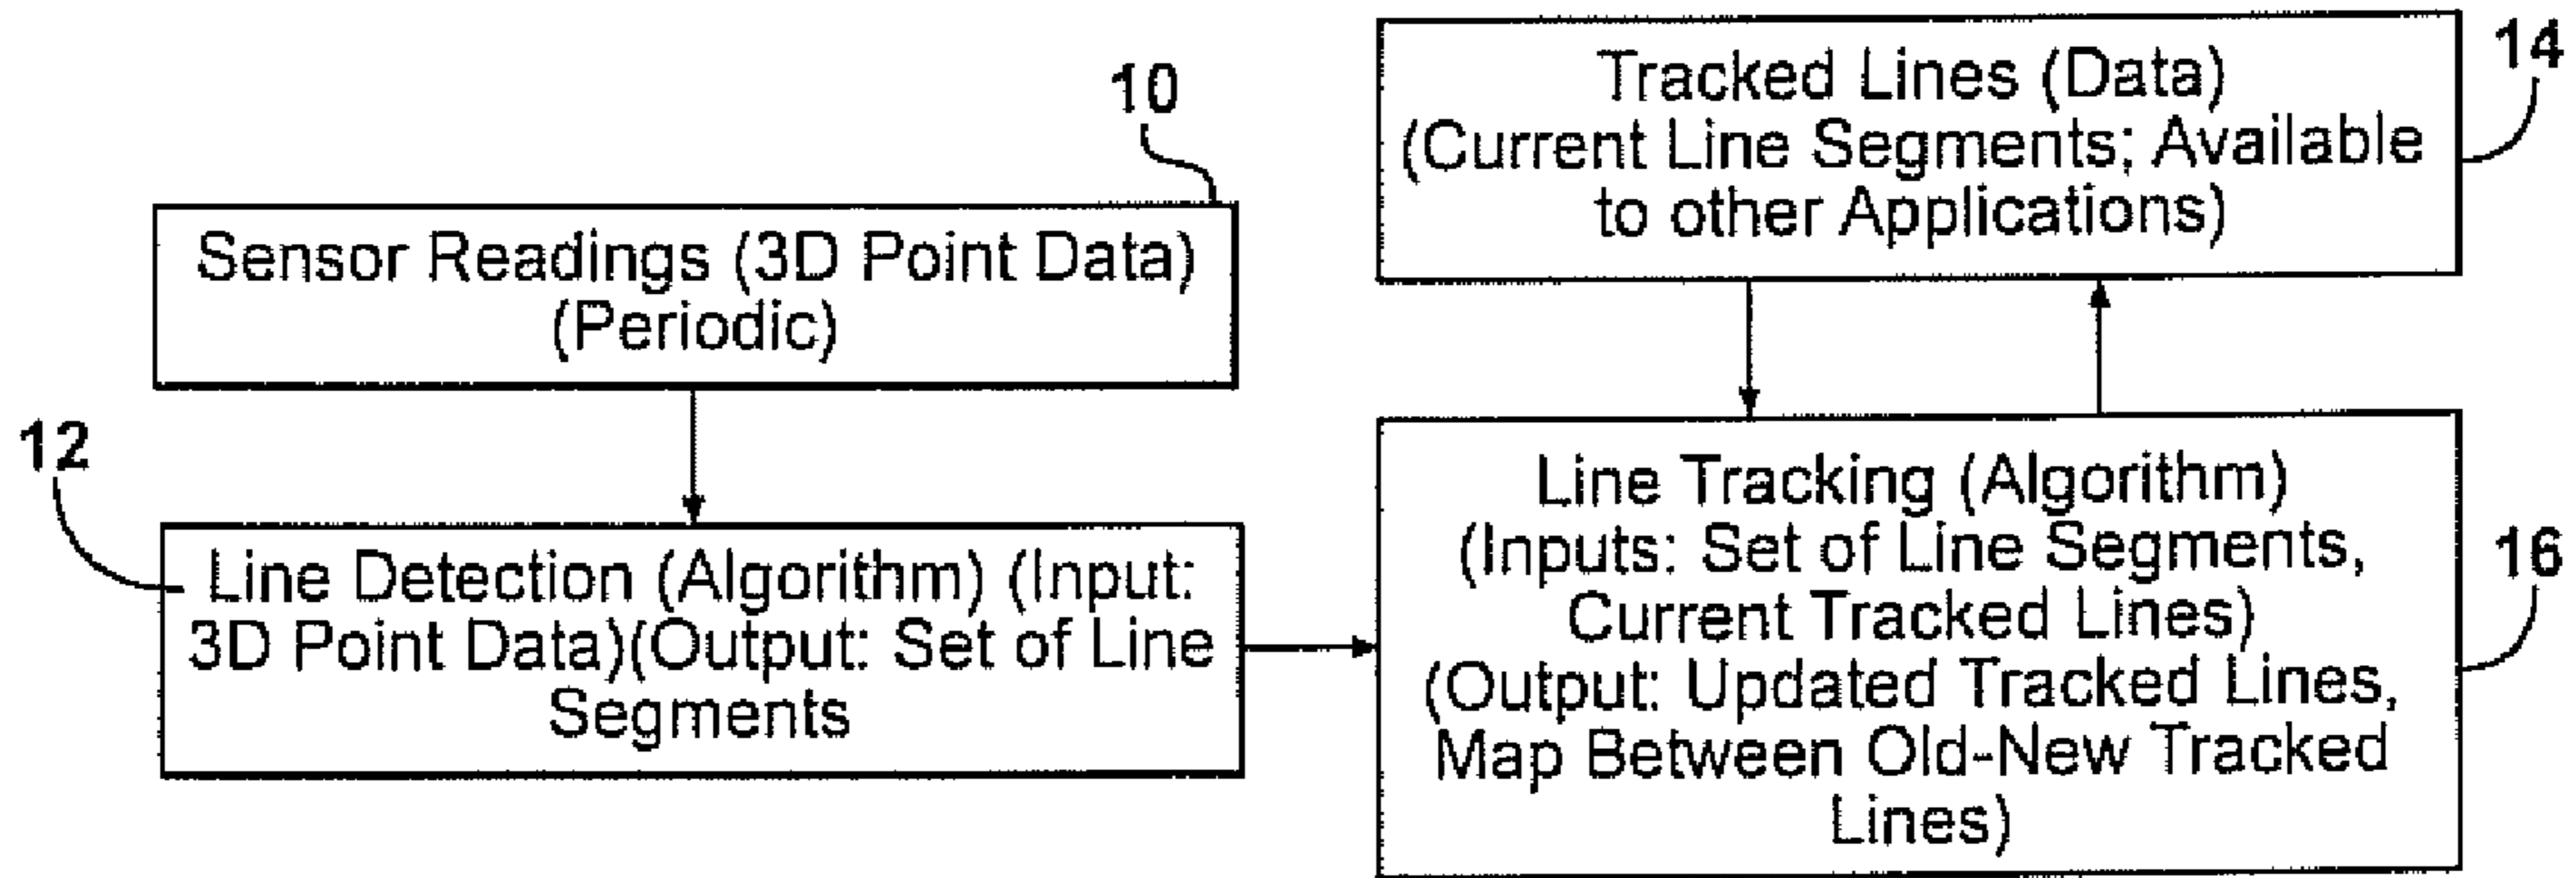 10
Sensor Readings (3D Point Data)
(Periodic)
12
Line Detection (Algorithm) (Input:
3D Point Data)(Output: Set of Line
Segments
14
Tracked Lines (Data)
(Current Line Segments; Available
to other Applications)
16
Line Tracking (Algorithm)
(Inputs: Set of Line Segments,
Current Tracked Lines)
(Output: Updated Tracked Lines,
Map Between Old-New Tracked
Lines)